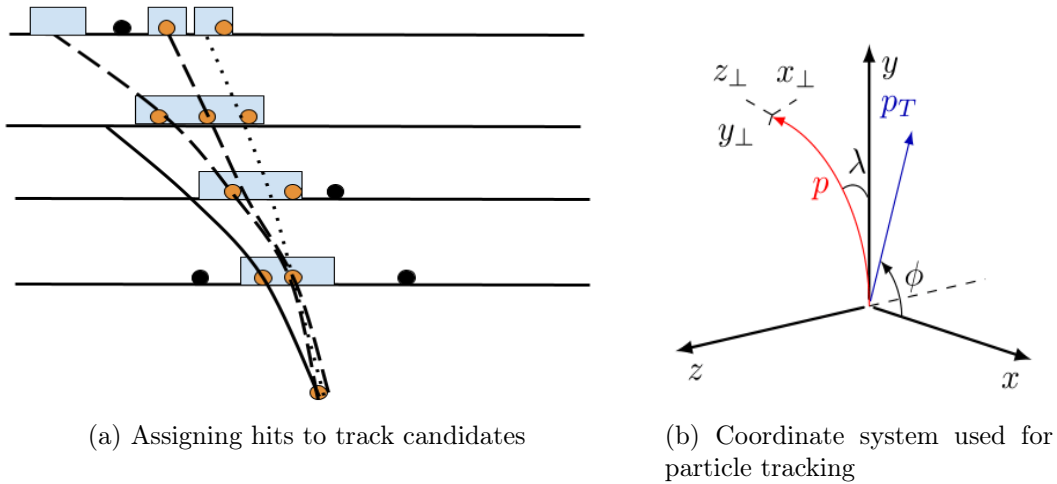 z⊥ x⊥
y
p_T
y⊥
λ
p
ϕ
z
x
(a) Assigning hits to track candidates
(b) Coordinate system used for
particle tracking